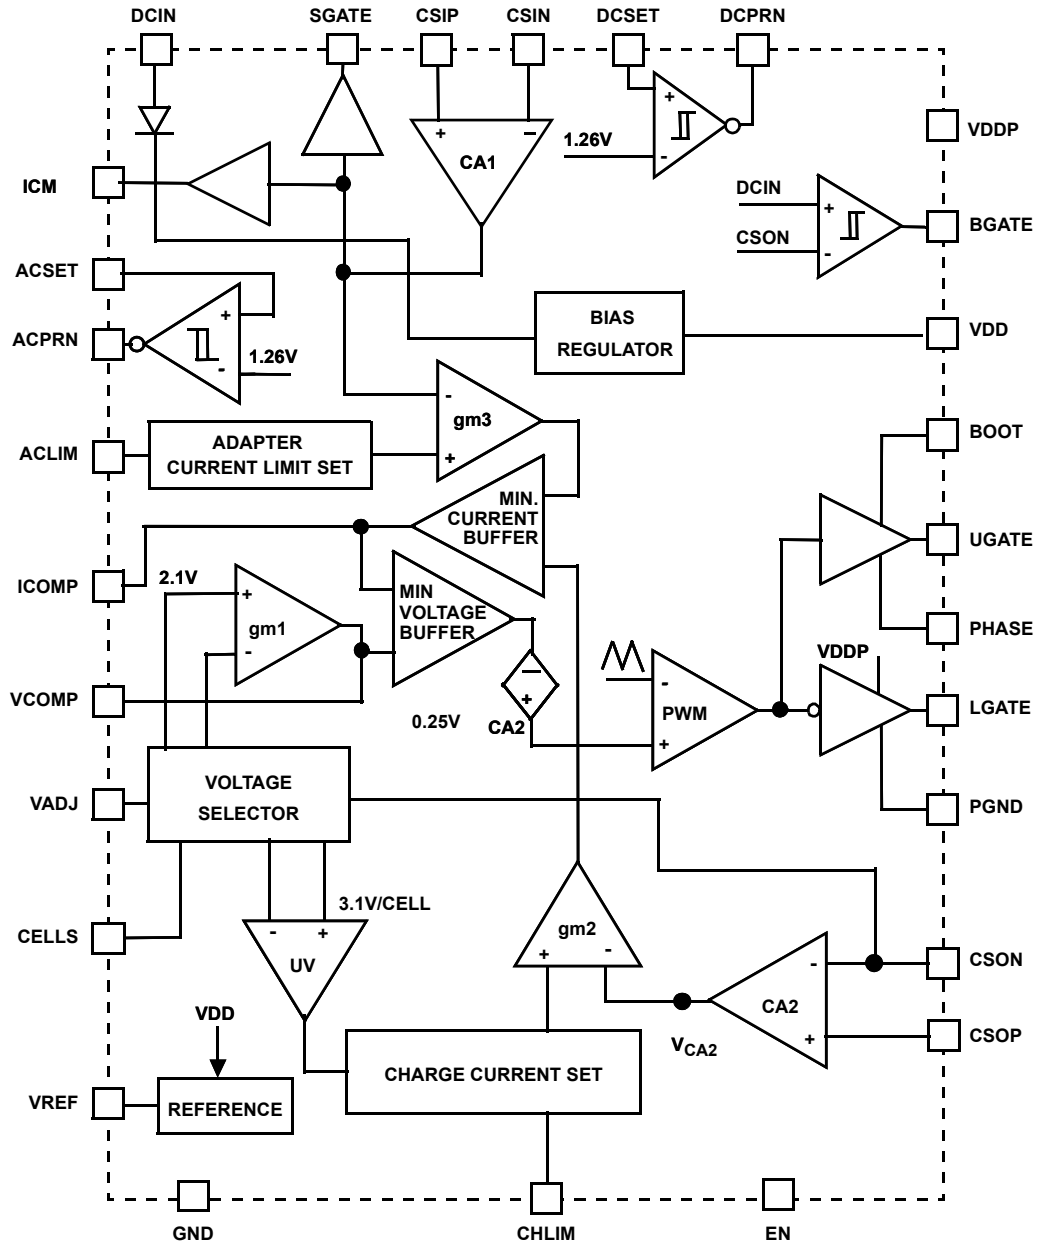 DCIN SGATE CSIP CSIN DCSET DCPRN
VDDP
+ -
CA1
+
1.26V
-
ICM
DCIN
+
CSON
-
BGATE
ACSET
ACPRN
+
-
1.26V
BIAS
REGULATOR
VDD
-
gm3
+
BOOT
ACLIM
ADAPTER
CURRENT LIMIT SET
MIN.
CURRENT
BUFFER
UGATE
ICOMP
2.1V
+
gm1
-
MIN
VOLTAGE
BUFFER
PHASE
VCOMP
0.25V
–
+
CA2
-
PWM
+
VDDP
LGATE
VADJ
VOLTAGE
SELECTOR
PGND
3.1V/CELL
CELLS
- +
UV
gm2
+ -
-
CA2
+
CSON
VCA2
CSOP
VDD
VREF
REFERENCE
CHARGE CURRENT SET
GND CHLIM EN